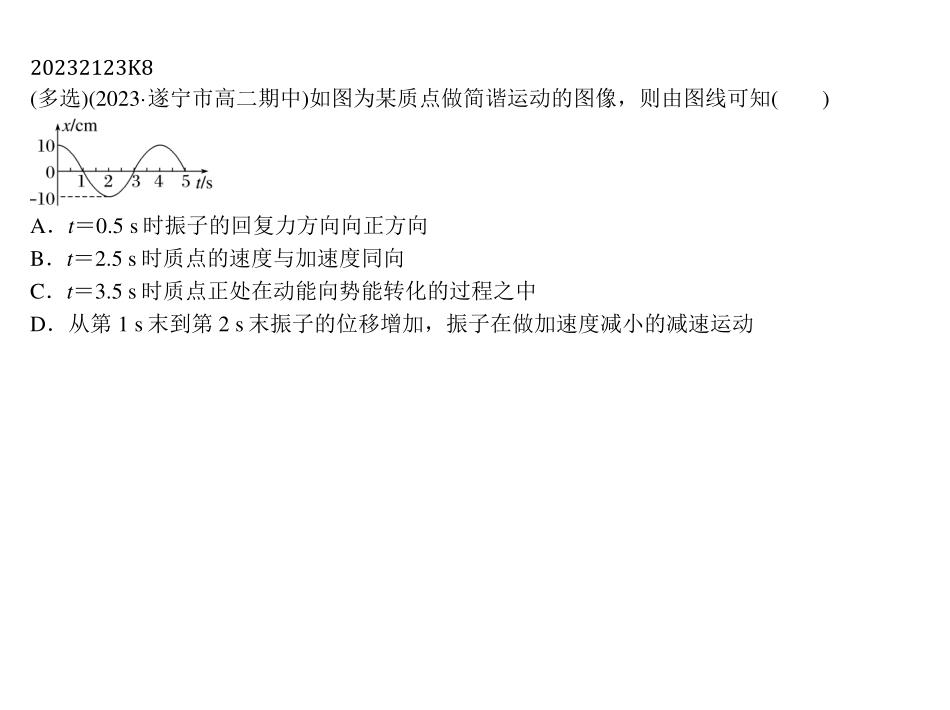 20232123K8
(多选)(2023·遂宁市高二期中)如图为某质点做简谐运动的图像，则由图线可知(　　)
x/cm
10
0
1 2 3 4 5 t/s
-10
A．t＝0.5 s时振子的回复力方向向正方向
B．t＝2.5 s时质点的速度与加速度同向
C．t＝3.5 s时质点正处在动能向势能转化的过程之中
D．从第 1 s 末到第 2 s 末振子的位移增加，振子在做加速度减小的减速运动